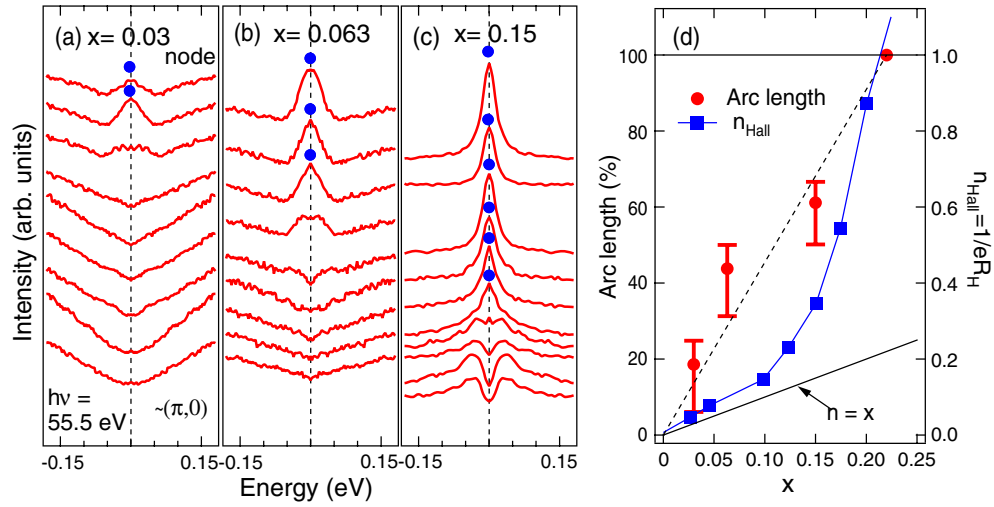 (a) x= 0.03
node
(b)
x= 0.063
(c)
x= 0.15
(d)
Intensity (arb. units)
hν =
55.5 eV
~(π,0)
-0.15
0.15
-0.15
0.15
-0.15
0.15
Energy (eV)
Arc length
nHall
n = x
Arc length (%)
100
80
60
40
20
0
nHall=1/eRH
1.0
0.8
0.6
0.4
0.2
0.0
0
0.05
0.10
0.15
0.20
0.25
x